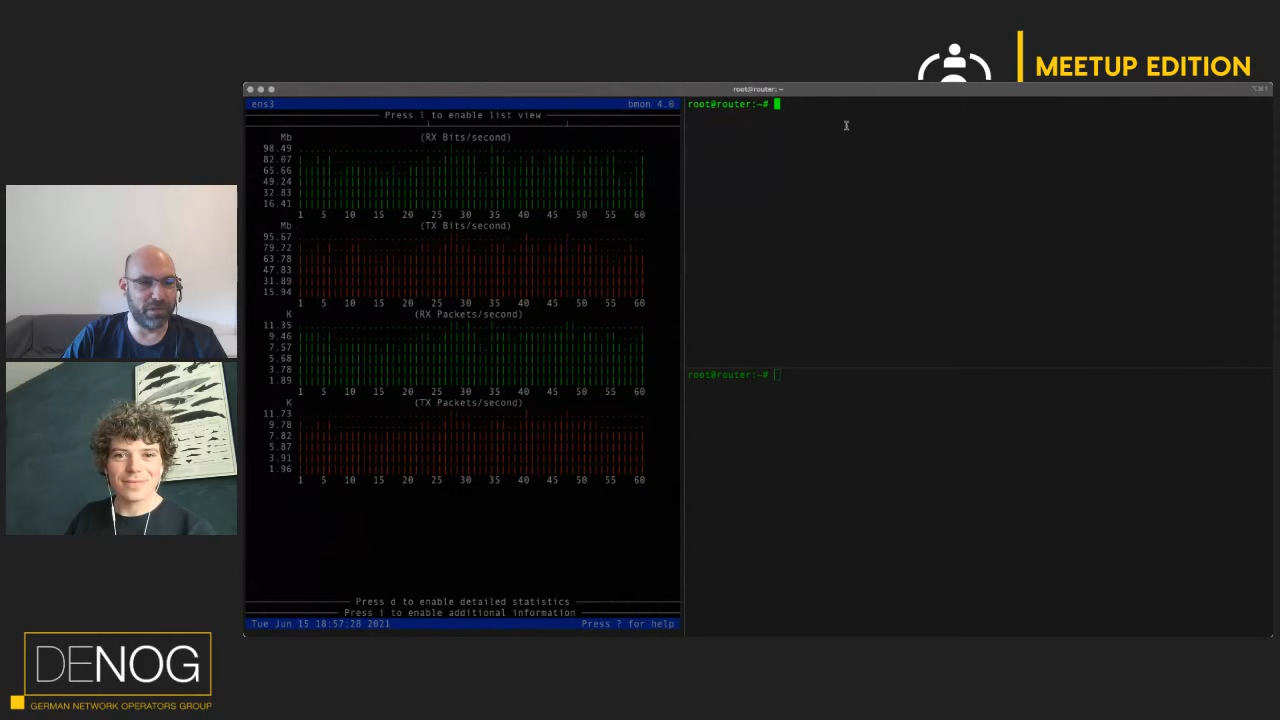 MEETUP EDITION
root@router: ~
ens3 bmon 4.0
Press l to enable list view
Mb (RX Bits/second)
98.49
82.07
65.66
49.24
32.83
16.41
1 5 10 15 20 25 30 35 40 45 50 55 60
Mb (TX Bits/second)
95.67
79.72
63.78
47.83
31.89
15.94
1 5 10 15 20 25 30 35 40 45 50 55 60
K (RX Packets/second)
11.35
9.46
7.57
5.68
3.78
1.89
1 5 10 15 20 25 30 35 40 45 50 55 60
K (TX Packets/second)
11.73
9.78
7.82
5.87
3.91
1.96
1 5 10 15 20 25 30 35 40 45 50 55 60
Press d to enable detailed statistics
Press i to enable additional information
Tue Jun 15 18:57:28 2021 Press ? for help
root@router:~#
root@router:~#
DENOG
GERMAN NETWORK OPERATORS GROUP